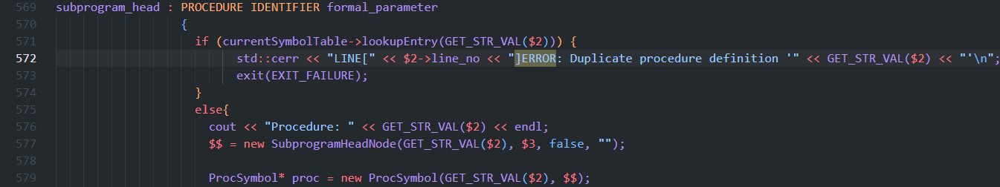 569 subprogram_head : PROCEDURE IDENTIFIER formal_parameter
570 {
571 if (currentSymbolTable->lookupEntry(GET_STR_VAL($2))) {
572 std::cerr << "LINE[" << $2->line_no << "]ERROR: Duplicate procedure definition '" << GET_STR_VAL($2) << "'\n";
573 exit(EXIT_FAILURE);
574 }
575 else{
576 cout << "Procedure: " << GET_STR_VAL($2) << endl;
577 $$ = new SubprogramHeadNode(GET_STR_VAL($2), $3, false, "");
578
579 ProcSymbol* proc = new ProcSymbol(GET_STR_VAL($2), $$);